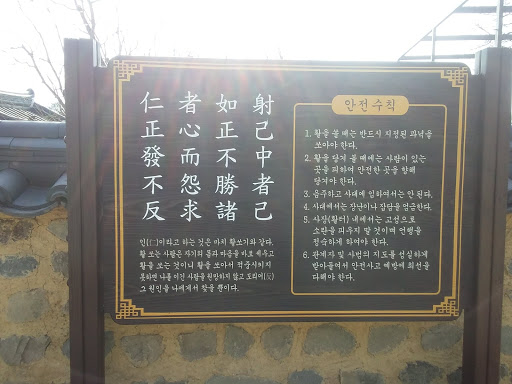 仁者如射
正心正己
發而不中
不怨勝者
反求諸己
인(仁)이라고 하는 것은 마치 활쏘기와 같다.
활 쏘는 사람은 자기의 몸과 마음을 바로 세우고
활을 쏘는 것이니 활을 쏘아서 적중시키지
못하면 나를 이긴 사람을 원망하지 않고 도리어(反)
그 원인을 나에게서 찾을 뿐이다.
안전수칙
1. 활을 쏠 때는 반드시 지정된 과녁을
쏘아야 한다.
2. 활을 당겨 볼 때에는 사람이 있는
곳을 피하여 안전한 곳을 향해
당겨야 한다.
3. 음주하고 사대에 임하여서는 안 된다.
4. 사대에서는 장난이나 잡담을 엄금한다.
5. 사장(활터) 내에서는 고성으로
소란을 피우지 말 것이며 언행을
정숙하게 하여야 한다.
6. 관계자 및 사범의 지도를 성실하게
받아들여서 안전사고 예방에 최선을
다해야 한다.